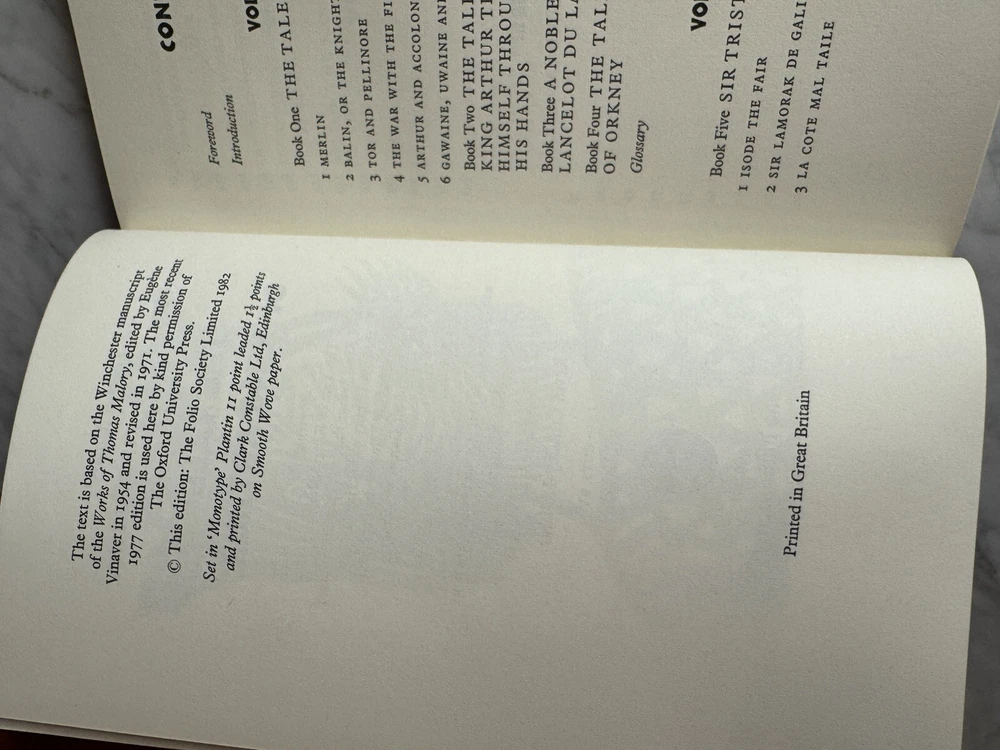 The text is based on the Winchester manuscript
of the Works of Thomas Malory, edited by Eugène
Vinaver in 1954 and revised in 1971. The most recent
1977 edition is used here by kind permission of
The Oxford University Press.
© This edition: The Folio Society Limited 1982
Set in ‘Monotype’ Plantin 11 point leaded 1½ points
and printed by Clark Constable Ltd, Edinburgh
on Smooth Wove paper.
Printed in Great Britain
CON
Foreword
Introduction
VOL
Book One THE TALE
1 MERLIN
2 BALIN, OR THE KNIGHT
3 TOR AND PELLINORE
4 THE WAR WITH THE FI
5 ARTHUR AND ACCOLON
6 GAWAINE, UWAINE AND
Book Two THE TALE
KING ARTHUR TH
HIMSELF THROU
HIS HANDS
Book Three A NOBLE
LANCELOT DU LA
Book Four THE TAL
OF ORKNEY
Glossary
VOL
Book Five SIR TRIST
1 ISODE THE FAIR
2 SIR LAMORAK DE GALI
3 LA COTE MAL TAILE